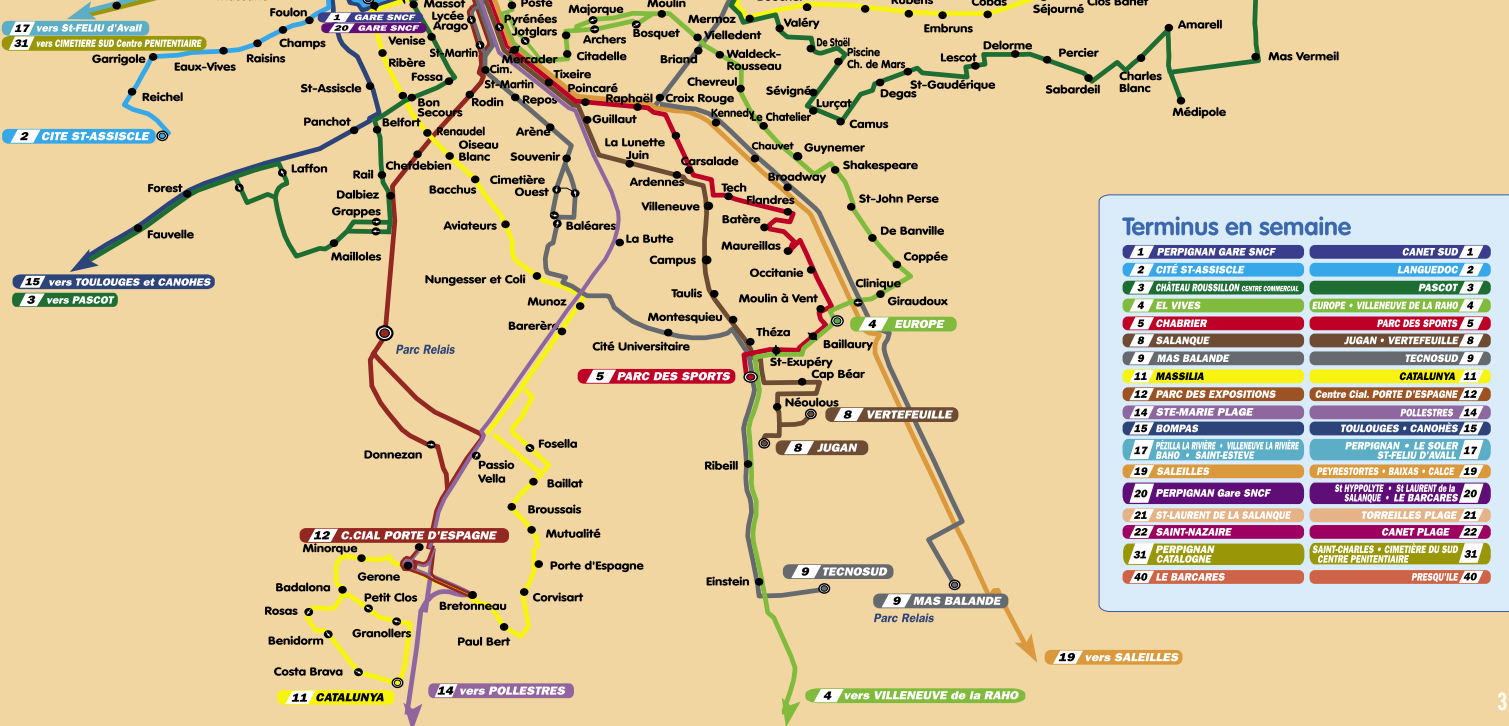 17 vers St-FELIU d'Avall
31 vers CIMETIERE SUD Centre PENITENTIAIRE
Foulon
1 GARE SNCF
20 GARE SNCF
Massot
Lycée
Arago
Poste
Pyrénées
Jotglars
Mercader
Majorque
Archers
Citadelle
Moulin
Bosquet
Mermoz
Vielledent
Briand
Valéry
Rubens
Embruns
Cobas
Séjourné
Clos Banet
Amarell
Mas Vermeil
Garrigole
Eaux-Vives
Raisins
Champs
Venise
Ribère
Fossa
St-Martin
Cim.
St-Martin
Tixeire
Waldeck-
Rousseau
De Stoël
Piscine
Ch. de Mars
Lescot
Delorme
Percier
Sabardeil
Charles
Blanc
Médipole
Reichel
2 CITE ST-ASSISCLE
St-Assiscle
Panchot
Bon
Secours
Belfort
Rodin
Repos
Poincaré
Raphaël
Croix Rouge
Chevreul
Sévigné
Lurçat
Degas
St-Gaudérique
Camus
Guillaut
Kennedy
Le Chatelier
Renaudel
Oiseau
Blanc
Arène
Souvenir
La Lunette
Juin
Carsalade
Chauvet
Guynemer
Shakespeare
Laffon
Forest
Rail
Chefdebien
Bacchus
Cimetière
Ouest
Ardennes
Tech
Broadway
Flandres
St-John Perse
Dalbiez
Grappes
Villeneuve
Batère
Fauvelle
Mailloles
Aviateurs
Baléares
La Butte
Maureillas
De Banville
Campus
Coppée
15 vers TOULOUGES et CANOHES
3 vers PASCOT
Nungesser et Coli
Occitanie
Clinique
Giraudoux
Munoz
Taulis
Moulin à Vent
Barerère
Montesquieu
Théza
4 EUROPE
Baillaury
Parc Relais
Cité Universitaire
St-Exupéry
Cap Béar
5 PARC DES SPORTS
Néoulous
8 VERTEFEUILLE
8 JUGAN
Donnezan
Passio
Vella
Fosella
Ribeill
Baillat
Broussais
12 C.CIAL PORTE D'ESPAGNE
Minorque
Mutualité
Gerone
Porte d'Espagne
Badalona
Petit Clos
Bretonneau
Corvisart
Einstein
9 TECNOSUD
9 MAS BALANDE
Parc Relais
Rosas
Granollers
Benidorm
Paul Bert
Costa Brava
11 CATALUNYA
14 vers POLLESTRES
19 vers SALEILLES
4 vers VILLENEUVE de la RAHO
Terminus en semaine
1 PERPIGNAN GARE SNCF CANET SUD 1
2 CITÉ ST-ASSISCLE LANGUEDOC 2
3 CHÂTEAU ROUSSILLON CENTRE COMMERCIAL PASCOT 3
4 EL VIVES EUROPE • VILLENEUVE DE LA RAHO 4
5 CHABRIER PARC DES SPORTS 5
8 SALANQUE JUGAN • VERTEFEUILLE 8
9 MAS BALANDE TECNOSUD 9
11 MASSILIA CATALUNYA 11
12 PARC DES EXPOSITIONS Centre Cial. PORTE D'ESPAGNE 12
14 STE-MARIE PLAGE POLLESTRES 14
15 BOMPAS TOULOUGES • CANOHÈS 15
17 PÉZILLA LA RIVIÈRE • VILLENEUVE LA RIVIÈRE
BAHO • SAINT-ESTEVE
PERPIGNAN • LE SOLER
ST-FELIU D'AVALL 17
19 SALEILLES PEYRESTORTES • BAIXAS • CALCE 19
20 PERPIGNAN Gare SNCF
St HYPPOLYTE • St LAURENT de la
SALANQUE • LE BARCARES 20
21 ST-LAURENT DE LA SALANQUE TORREILLES PLAGE 21
22 SAINT-NAZAIRE CANET PLAGE 22
31 PERPIGNAN
CATALOGNE
SAINT-CHARLES • CIMETIÈRE DU SUD
CENTRE PENITENTIAIRE 31
40 LE BARCARES PRESQU'ILE 40
3